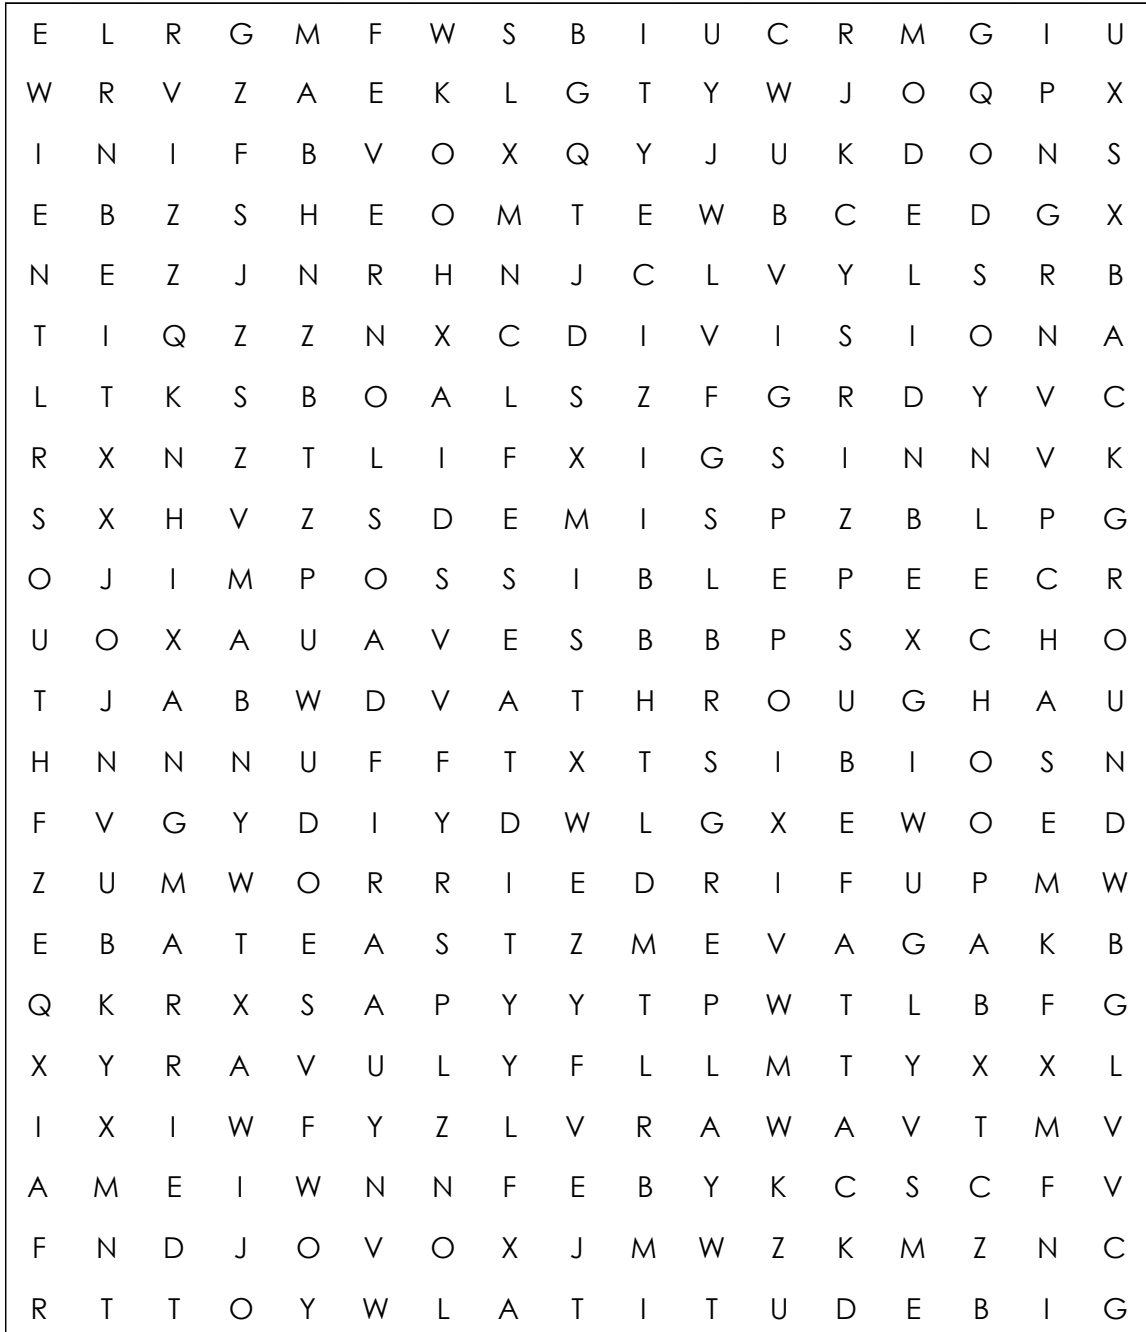 E L R G M F W S B I U C R M G I U
W R V Z A E K L G T Y W J O Q P X
I N I F B V O X Q Y J U K D O N S
E B Z S H E O M T E W B C E D G X
N E Z J N R H N J C L V Y L S R B
T I Q Z Z N X C D I V I S I O N A
L T K S B O A L S Z F G R D Y V C
R X N Z T L I F X I G S I N N V K
S X H V Z S D E M I S P Z B L P G
O J I M P O S S I B L E P E E C R
U O X A U A V E S B B P S X C H O
T J A B W D V A T H R O U G H A U
H N N N U F F T X T S I B I O S N
F V G Y D I Y D W L G X E W O E D
Z U M W O R R I E D R I F U P M W
E B A T E A S T Z M E V A G A K B
Q K R X S A P Y Y T P W T L B F G
X Y R A V U L Y F L L M T Y X X L
I X I W F Y Z L V R A W A V T M V
A M E I W N N F E B Y K C S C F V
F N D J O V O X J M W Z K M Z N C
R T T O Y W L A T I T U D E B I G